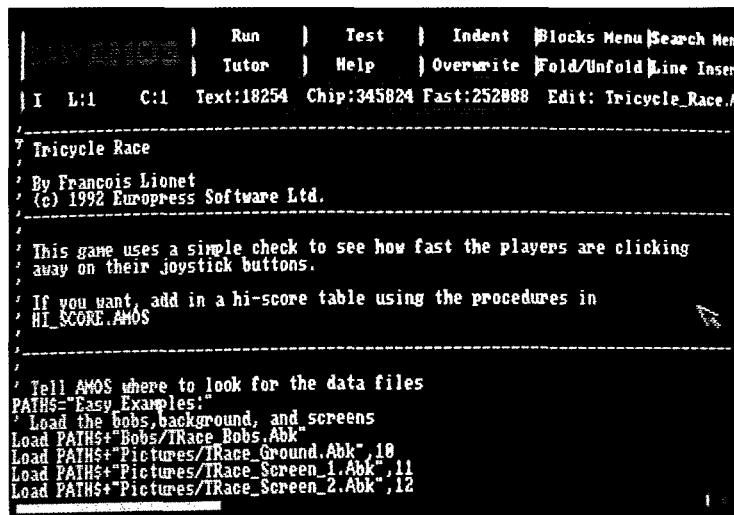 Run Test Indent Blocks Menu Search Men
EASY AMOS
Tutor Help Overwrite Fold/Unfold Line Inser
I L:1 C:1 Text:18254 Chip:345824 Fast:252088 Edit: Tricycle_Race.A
'--------------------------------------------------
' Tricycle Race
'
' By Francois Lionet
' (c) 1992 Europress Software Ltd.
'--------------------------------------------------
'
' This game uses a simple check to see how fast the players are clicking
' away on their joystick buttons.
'
' If you want, add in a hi-score table using the procedures in
' HI_SCORE.AMOS
'
'--------------------------------------------------
'
' Tell AMOS where to look for the data files
PATH$="Easy_Examples:"
' Load the bobs,background, and screens
Load PATH$+"Bobs/TRace_Bobs.Abk"
Load PATH$+"Pictures/TRace_Ground.Abk",10
Load PATH$+"Pictures/TRace_Screen_1.Abk",11
Load PATH$+"Pictures/TRace_Screen_2.Abk",12